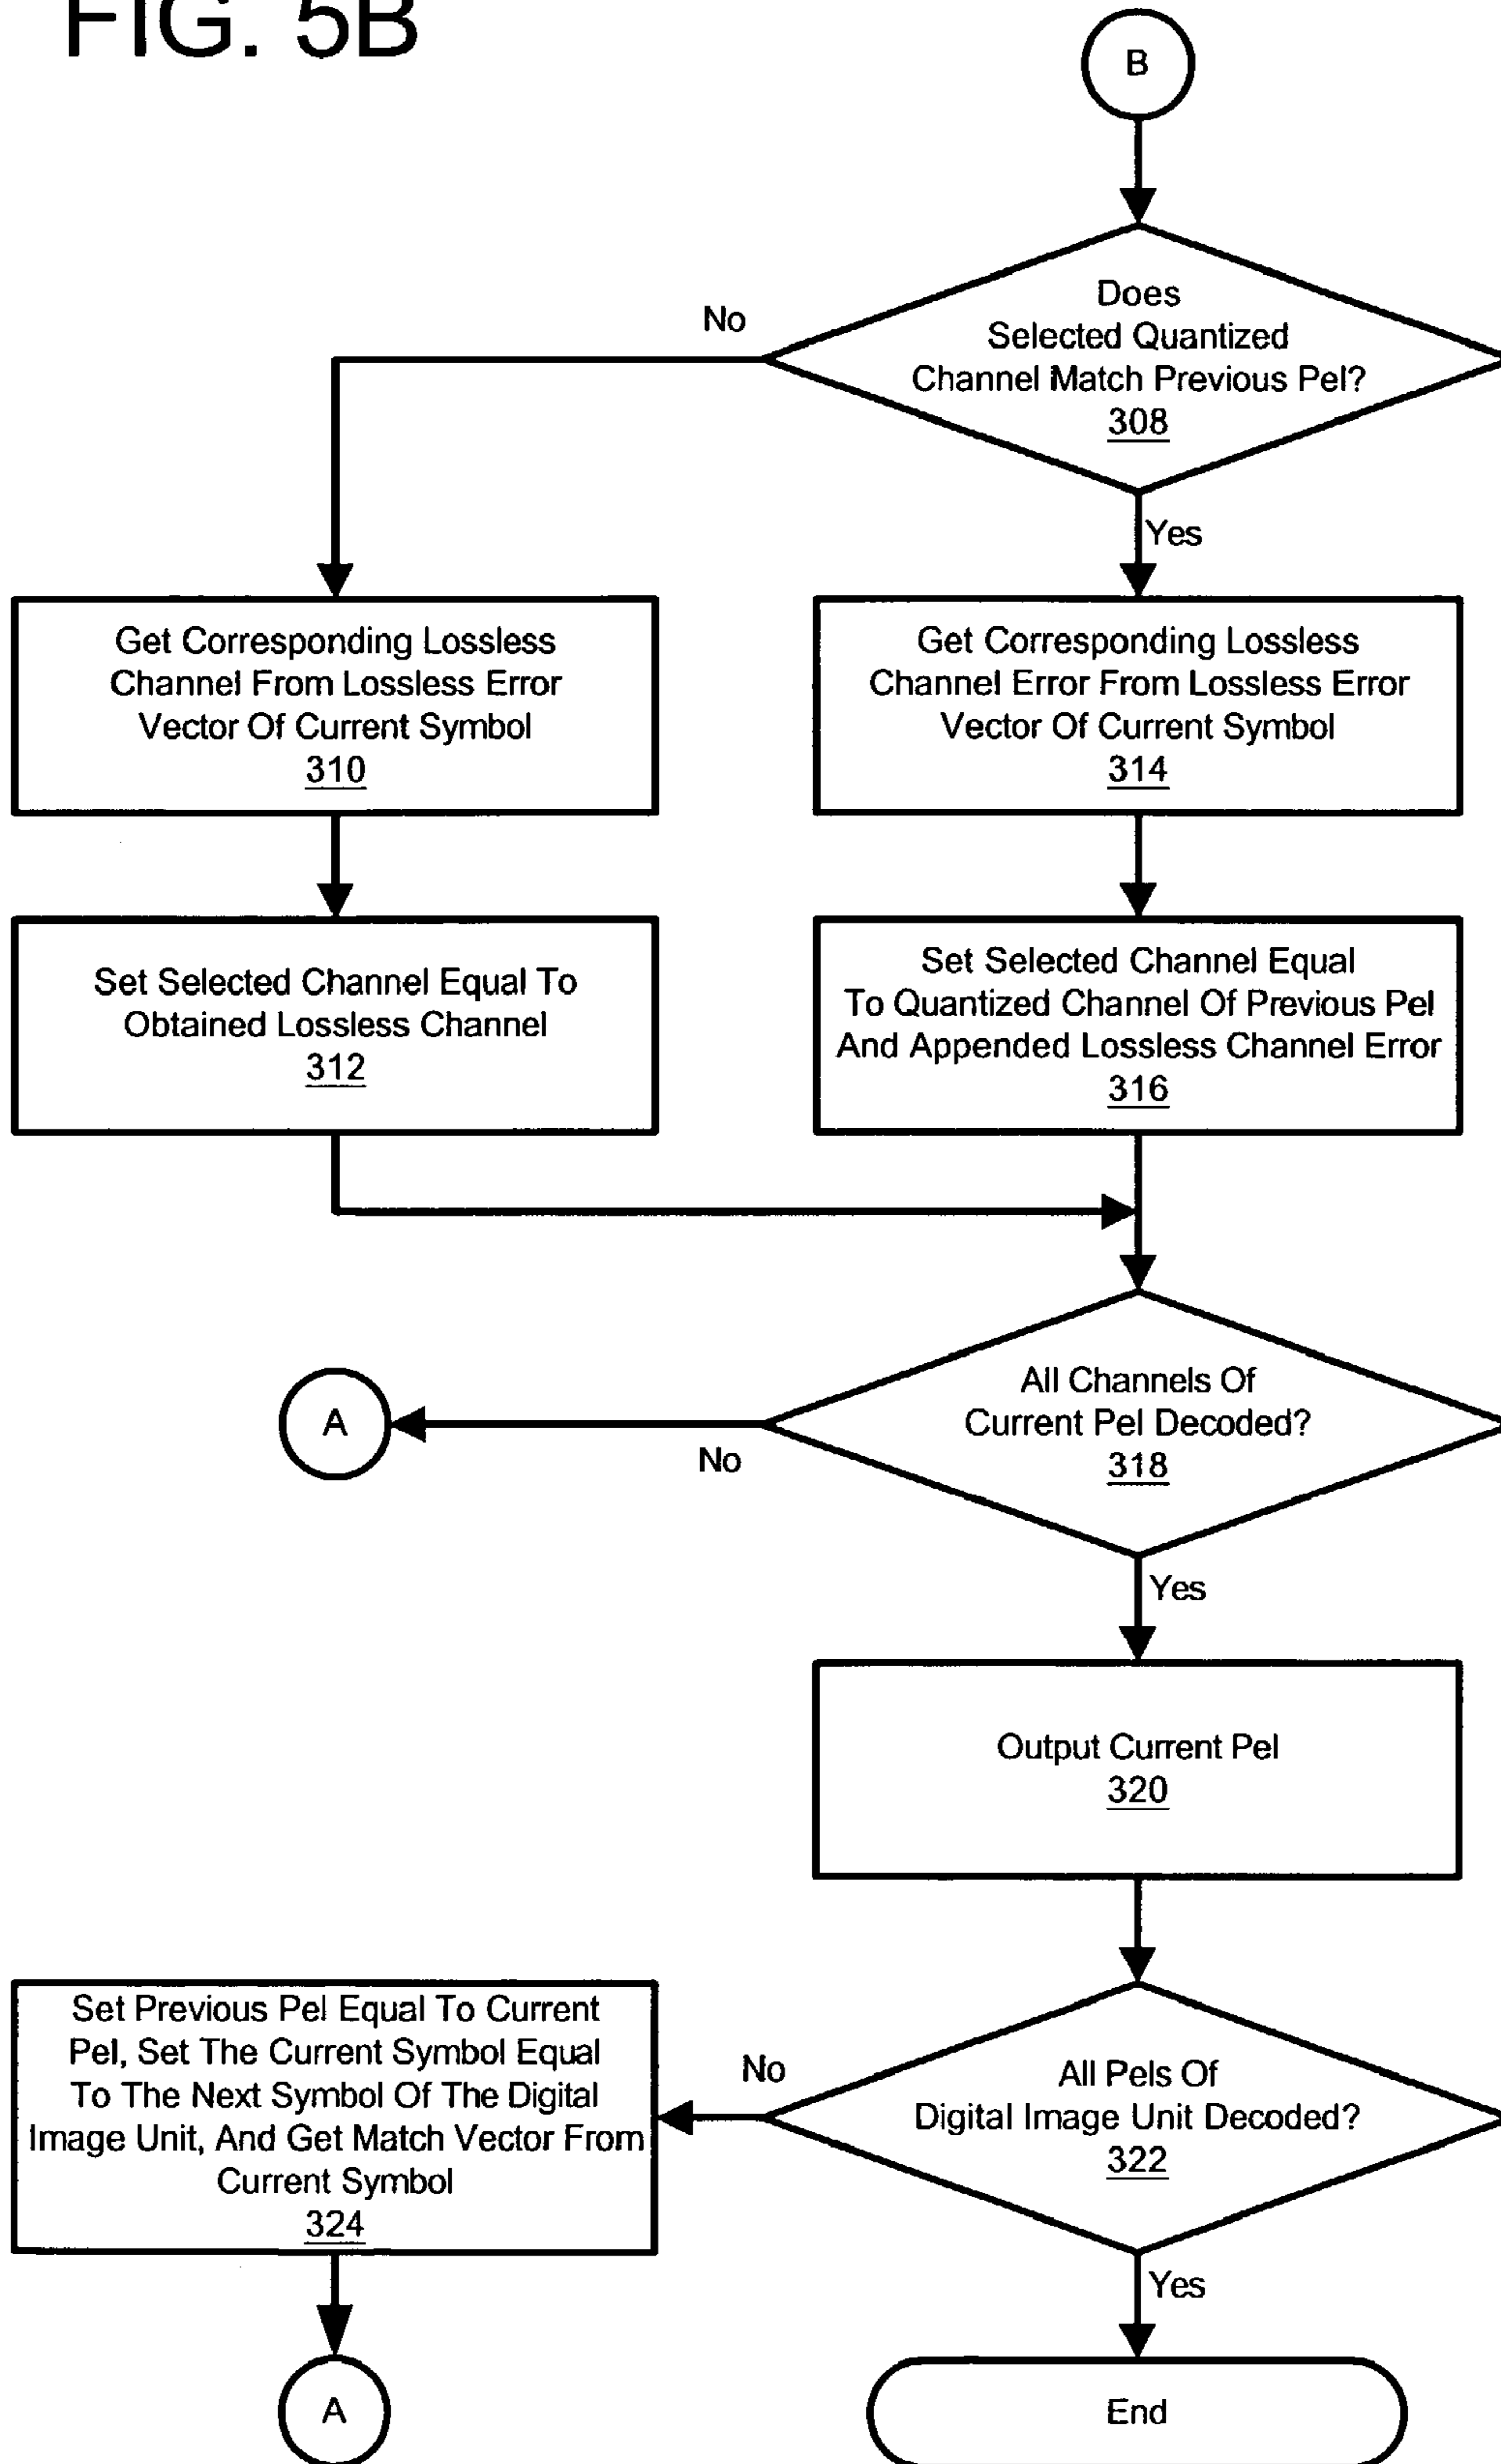 FIG. 5B
B
Does
Selected Quantized
Channel Match Previous Pel?
308
No
Yes
Get Corresponding Lossless
Channel From Lossless Error
Vector Of Current Symbol
310
Get Corresponding Lossless
Channel Error From Lossless Error
Vector Of Current Symbol
314
Set Selected Channel Equal To
Obtained Lossless Channel
312
Set Selected Channel Equal
To Quantized Channel Of Previous Pel
And Appended Lossless Channel Error
316
All Channels Of
Current Pel Decoded?
318
A
No
Yes
Output Current Pel
320
Set Previous Pel Equal To Current
Pel, Set The Current Symbol Equal
To The Next Symbol Of The Digital
Image Unit, And Get Match Vector From
Current Symbol
324
No
All Pels Of
Digital Image Unit Decoded?
322
Yes
A
End